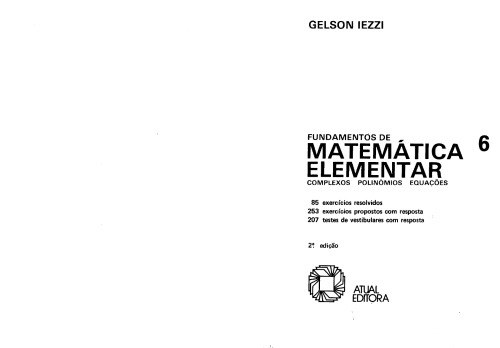 GELSON IEZZI
FUNDAMENTOS DE
MATEMÁTICA 6
ELEMENTAR
COMPLEXOS POLINÔMIOS EQUAÇÕES
85 exercícios resolvidos
253 exercícios propostos com resposta
207 testes de vestibulares com resposta
2ª edição
ATUAL
EDITORA